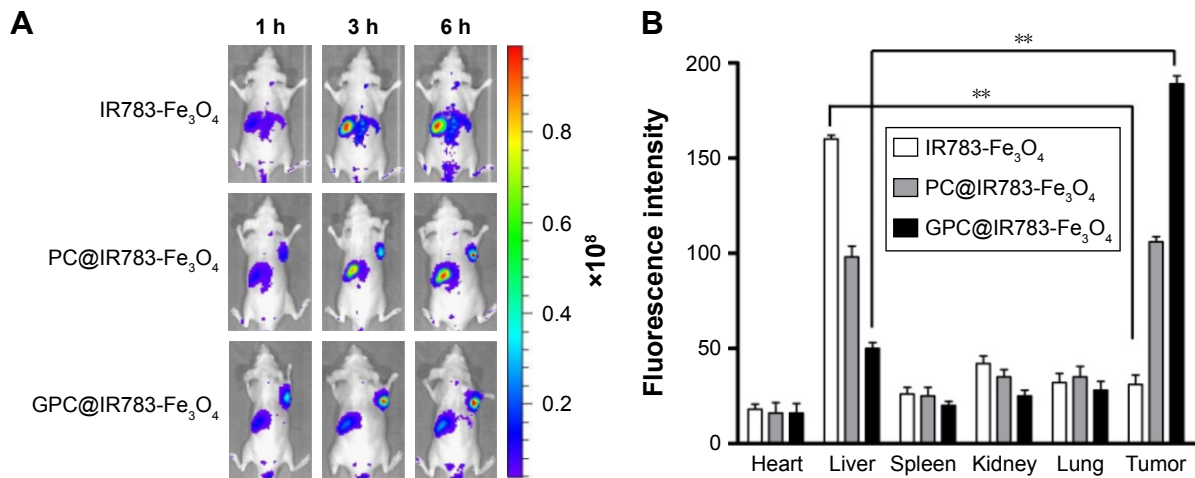 A
1 h 3 h 6 h
IR783-Fe₃O₄
PC@IR783-Fe₃O₄
GPC@IR783-Fe₃O₄
0.8
0.6
0.4
0.2
×10⁸
B
Fluorescence intensity
200
150
100
50
0
**
**
IR783-Fe₃O₄
PC@IR783-Fe₃O₄
GPC@IR783-Fe₃O₄
Heart Liver Spleen Kidney Lung Tumor